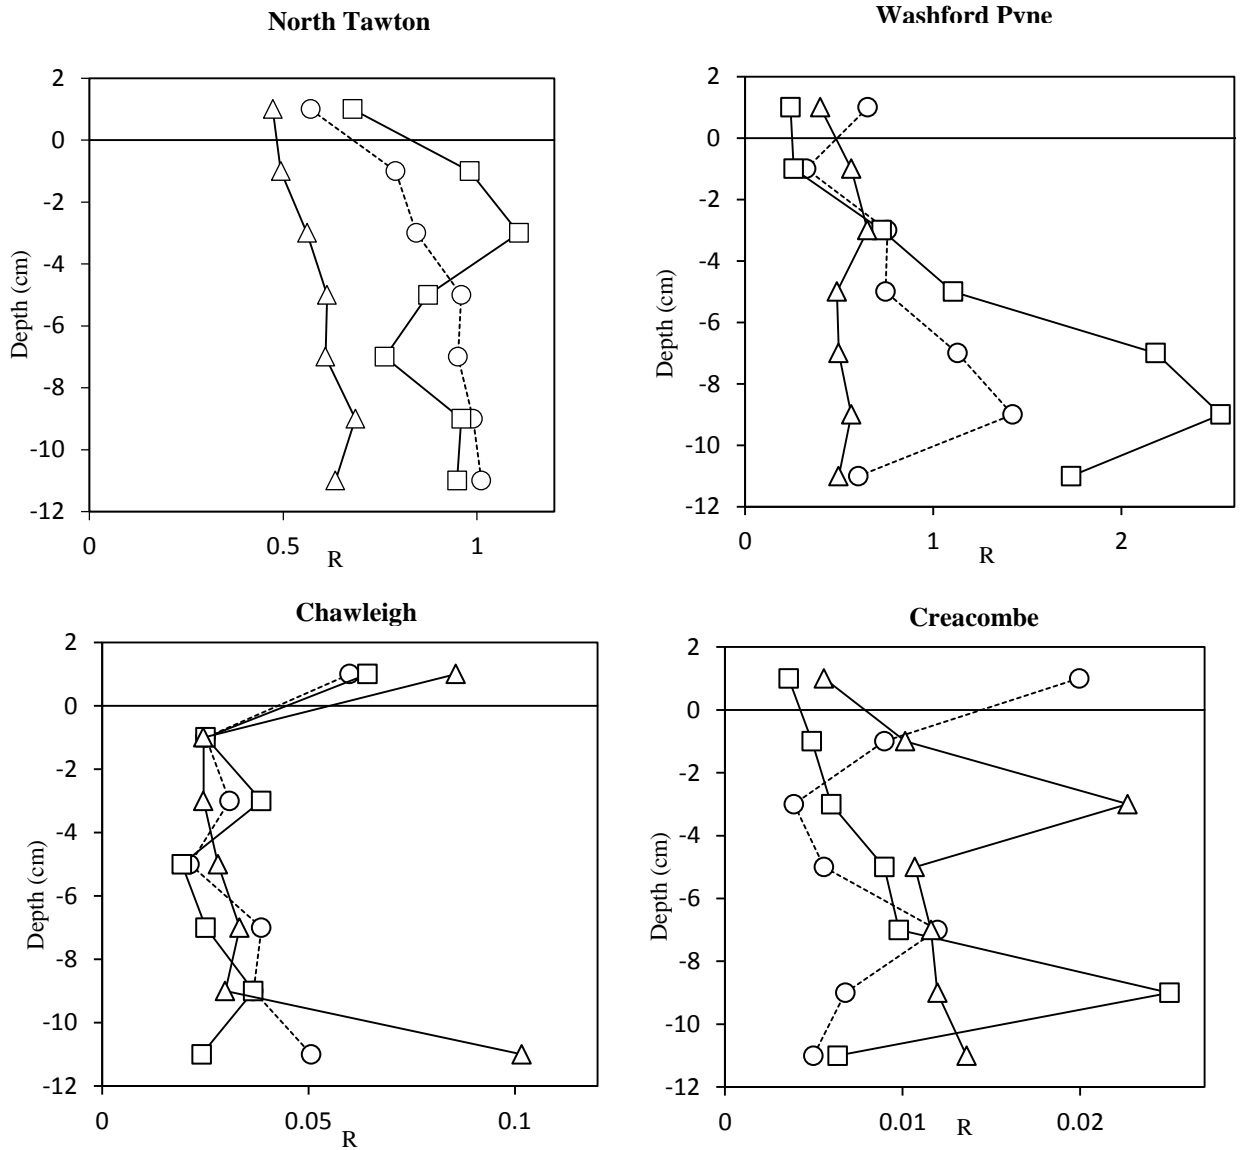 North Tawton
2
0
-2
-4
-6
-8
-10
-12
Depth (cm)
0 0.5 1
R
Washford Pyne
2
0
-2
-4
-6
-8
-10
-12
Depth (cm)
0 1 2
R
Chawleigh
2
0
-2
-4
-6
-8
-10
-12
Depth (cm)
0 0.05 0.1
R
Creacombe
2
0
-2
-4
-6
-8
-10
-12
Depth (cm)
0 0.01 0.02
R